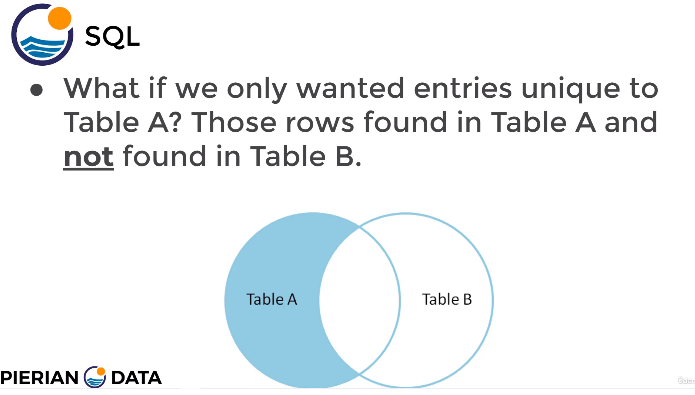 SQL
● What if we only wanted entries unique to
Table A? Those rows found in Table A and
not found in Table B.
Table A
Table B
PIERIAN DATA